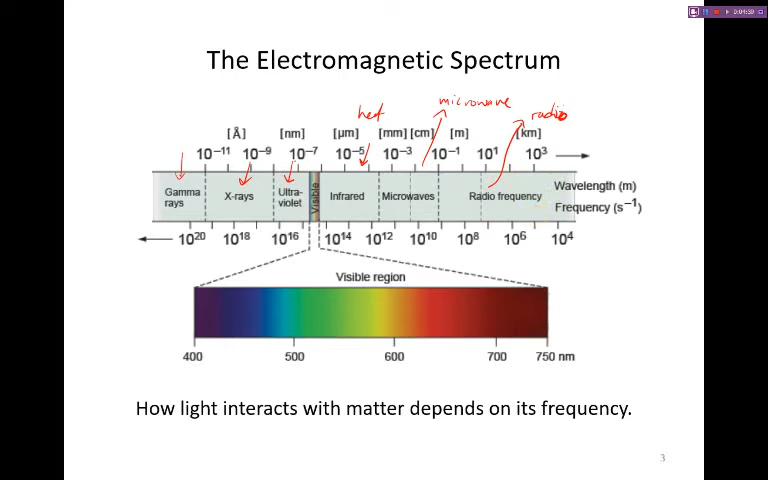 0:04:39
The Electromagnetic Spectrum
heat microwave radio
[Å] [nm] [µm] [mm] [cm] [m] [km]
10⁻¹¹ 10⁻⁹ 10⁻⁷ 10⁻⁵ 10⁻³ 10⁻¹ 10¹ 10³
Gamma rays X-rays Ultra-violet Visible Infrared Microwaves Radio frequency Wavelength (m)
Frequency (s⁻¹)
10²⁰ 10¹⁸ 10¹⁶ 10¹⁴ 10¹² 10¹⁰ 10⁸ 10⁶ 10⁴
Visible region
400 500 600 700 750 nm
How light interacts with matter depends on its frequency.
3